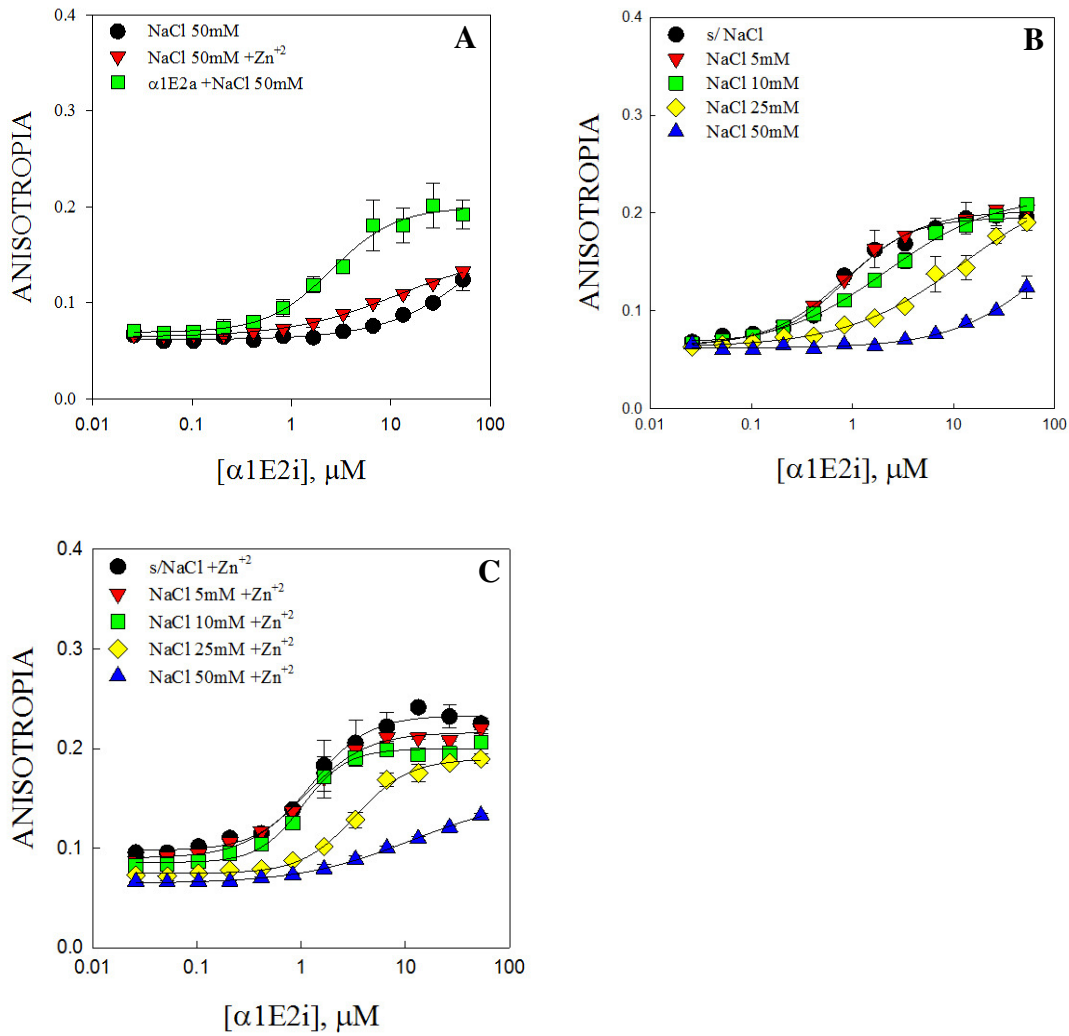 A
NaCl 50mM
NaCl 50mM +Zn⁺²
α1E2a +NaCl 50mM
ANISOTROPIA
0.4
0.3
0.2
0.1
0.0
0.01
0.1
1
10
100
[α1E2i], μM
B
s/ NaCl
NaCl 5mM
NaCl 10mM
NaCl 25mM
NaCl 50mM
ANISOTROPIA
0.4
0.3
0.2
0.1
0.0
0.01
0.1
1
10
100
[α1E2i], μM
C
s/NaCl +Zn⁺²
NaCl 5mM +Zn⁺²
NaCl 10mM +Zn⁺²
NaCl 25mM +Zn⁺²
NaCl 50mM +Zn⁺²
ANISOTROPIA
0.4
0.3
0.2
0.1
0.0
0.01
0.1
1
10
100
[α1E2i], μM